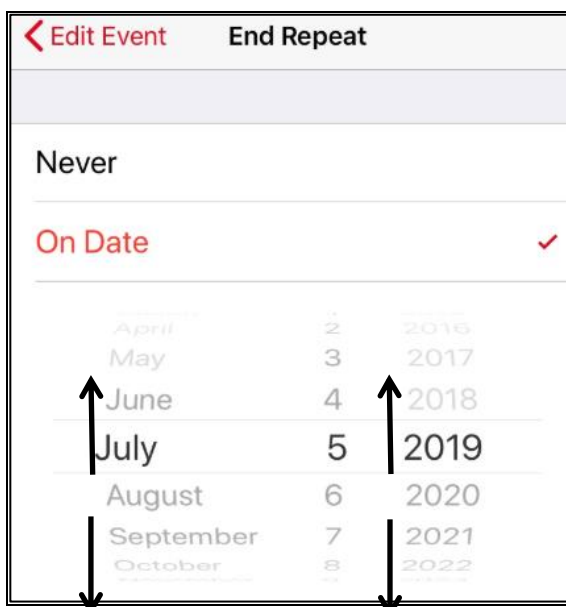 Edit Event End Repeat
Never
On Date
April 2 2016
May 3 2017
June 4 2018
July 5 2019
August 6 2020
September 7 2021
October 8 2022